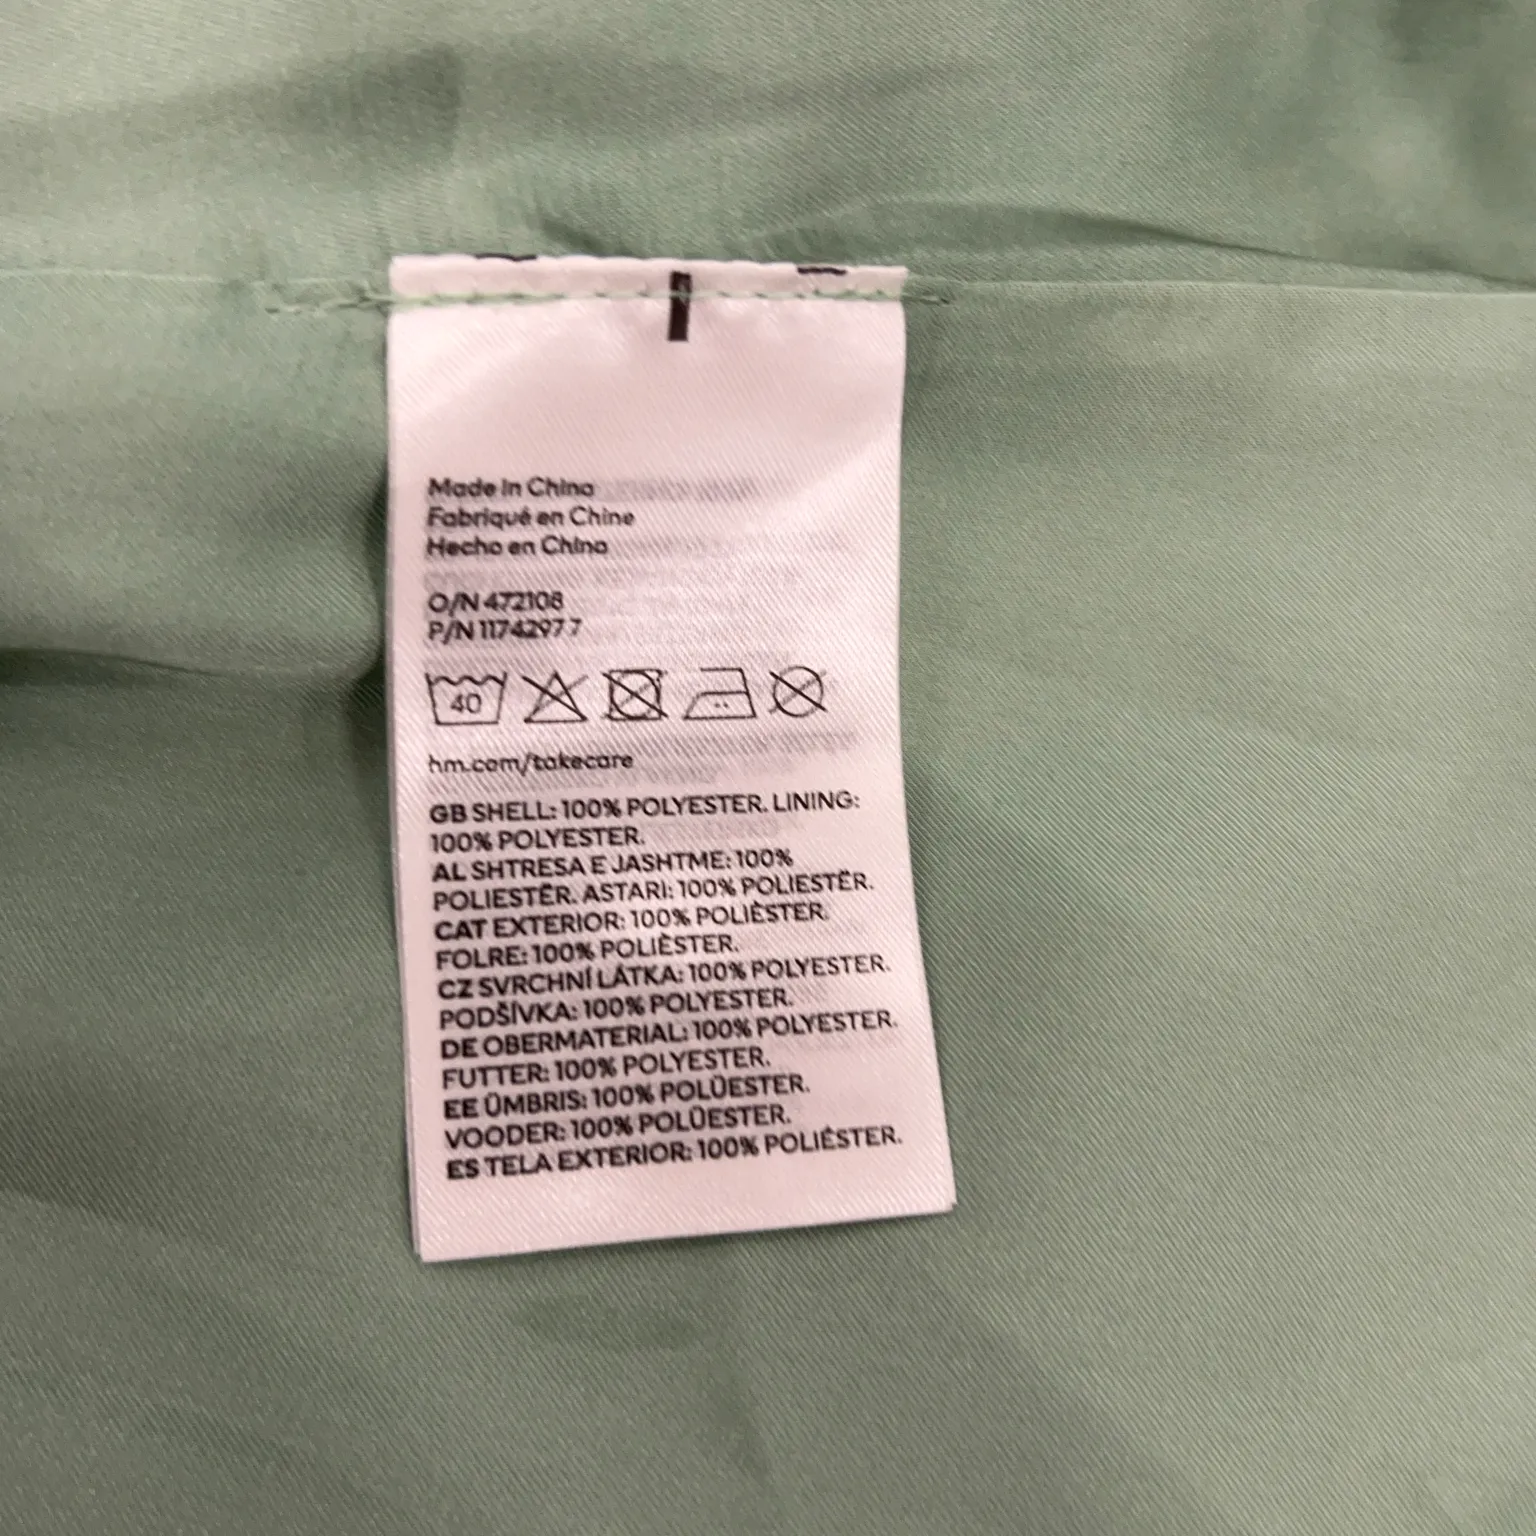 Made in China
Fabriqué en Chine
Hecho en China
O/N 472108
P/N 1174297 7
40
hm.com/takecare
GB SHELL: 100% POLYESTER. LINING:
100% POLYESTER.
AL SHTRESA E JASHTME: 100%
POLIESTËR. ASTARI: 100% POLIESTËR.
CAT EXTERIOR: 100% POLIÈSTER.
FOLRE: 100% POLIÈSTER.
CZ SVRCHNÍ LÁTKA: 100% POLYESTER.
PODŠÍVKA: 100% POLYESTER.
DE OBERMATERIAL: 100% POLYESTER.
FUTTER: 100% POLYESTER.
EE ÜMBRIS: 100% POLÜESTER.
VOODER: 100% POLÜESTER.
ES TELA EXTERIOR: 100% POLIÉSTER.